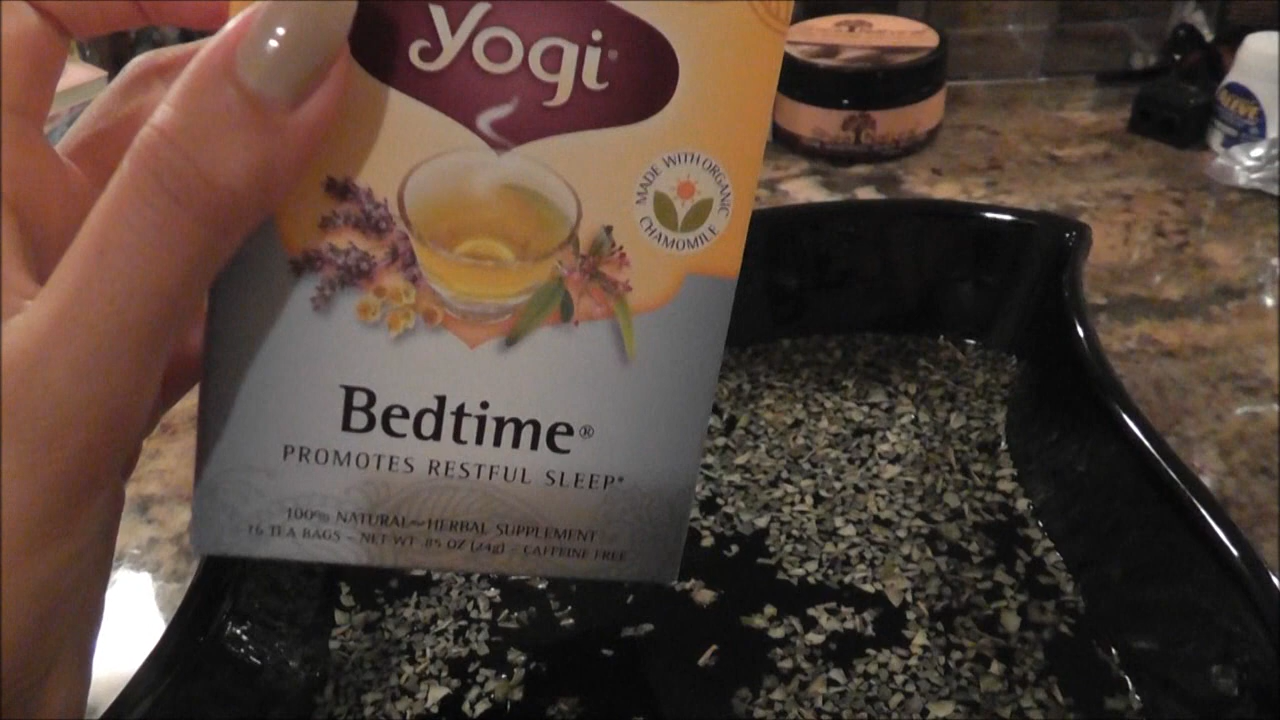 yogi
MADE WITH ORGANIC
CHAMOMILE
Bedtime®
PROMOTES RESTFUL SLEEP*
100% NATURAL~HERBAL SUPPLEMENT
16 TEA BAGS - NET WT .85 OZ (24g) - CAFFEINE FREE
ALEVE